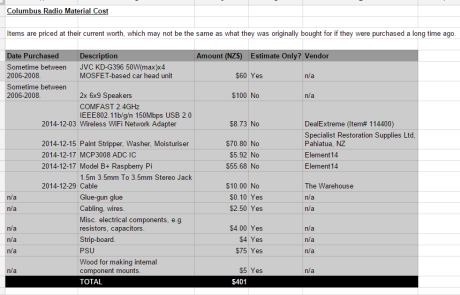 Columbus Radio Material Cost
Items are priced at their current worth, which may not be the same as what they was originally bought for if they were purchased a long time ago.
Date Purchased Description Amount (NZ$) Estimate Only? Vendor
Sometime between JVC KD-G396 50W(max)x4
2006-2008. MOSFET-based car head unit $60 Yes n/a
Sometime between
2006-2008. 2x 6x9 Speakers $100 No n/a
COMFAST 2.4GHz
IEEE802.11b/g/n 150Mbps USB 2.0
2014-12-03 Wireless WiFi Network Adapter $8.73 No DealExtreme (Item# 114400)
Specialist Restoration Supplies Ltd,
2014-12-15 Paint Stripper, Washer, Moisturiser $70.80 No Pahiatua, NZ
2014-12-17 MCP3008 ADC IC $5.92 No Element14
2014-12-17 Model B+ Raspberry Pi $55.68 No Element14
1.5m 3.5mm To 3.5mm Stereo Jack
2014-12-29 Cable $10.00 No The Warehouse
n/a Glue-gun glue $0.10 Yes n/a
n/a Cabling, wires. $2.50 Yes n/a
Misc. electrical components, e.g
n/a resistors, capacitors. $4.00 Yes n/a
n/a Strip-board. $4 Yes n/a
n/a PSU $75 Yes n/a
Wood for making internal
n/a component mounts. $5 Yes n/a
TOTAL $401